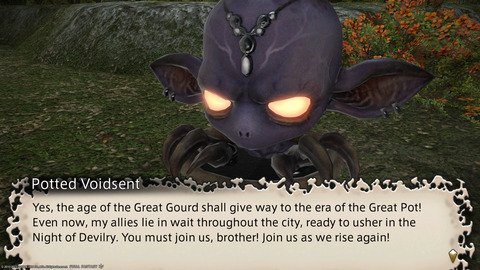 Potted Voidsent
Yes, the age of the Great Gourd shall give way to the era of the Great Pot!
Even now, my allies lie in wait throughout the city, ready to usher in the
Night of Devilry. You must join us, brother! Join us as we rise again!